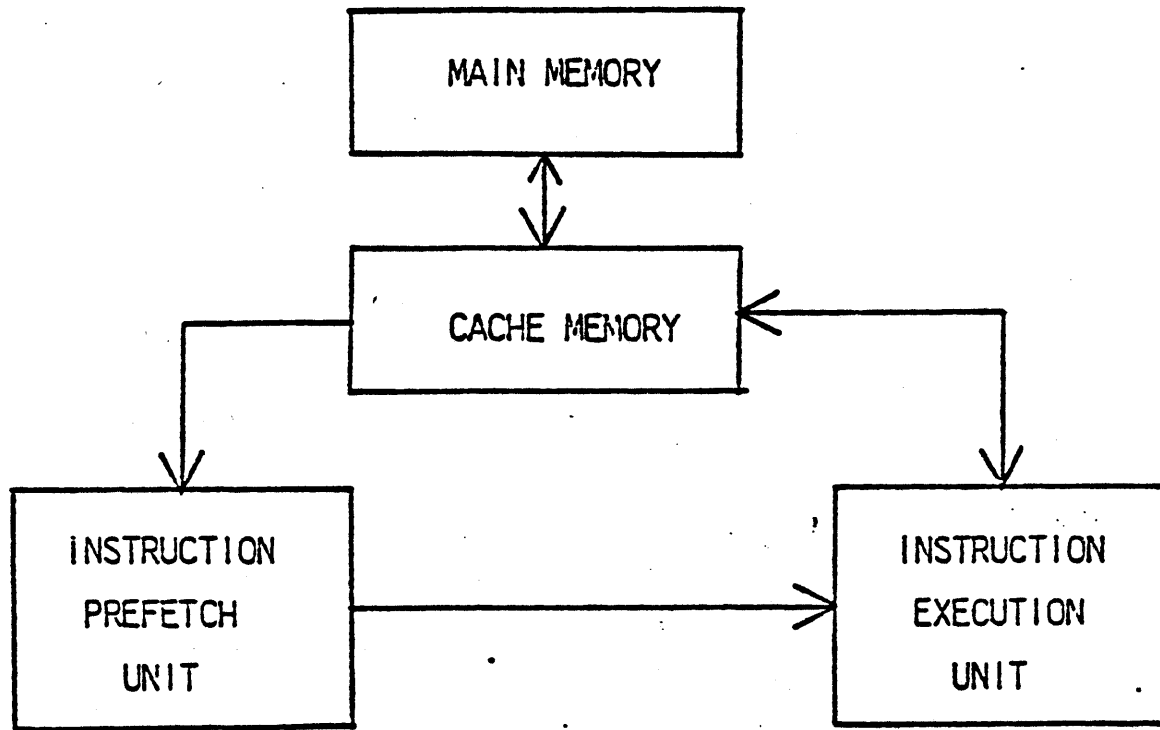 MAIN MEMORY
CACHE MEMORY
INSTRUCTION
PREFETCH
UNIT
INSTRUCTION
EXECUTION
UNIT